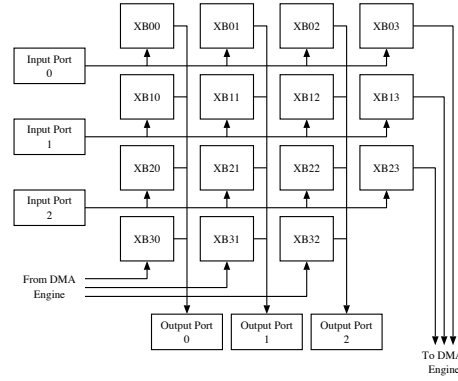 XB00 XB01 XB02 XB03
Input Port
0
XB10 XB11 XB12 XB13
Input Port
1
XB20 XB21 XB22 XB23
Input Port
2
XB30 XB31 XB32
From DMA
Engine
Output Port
0
Output Port
1
Output Port
2
To DMA
Engine